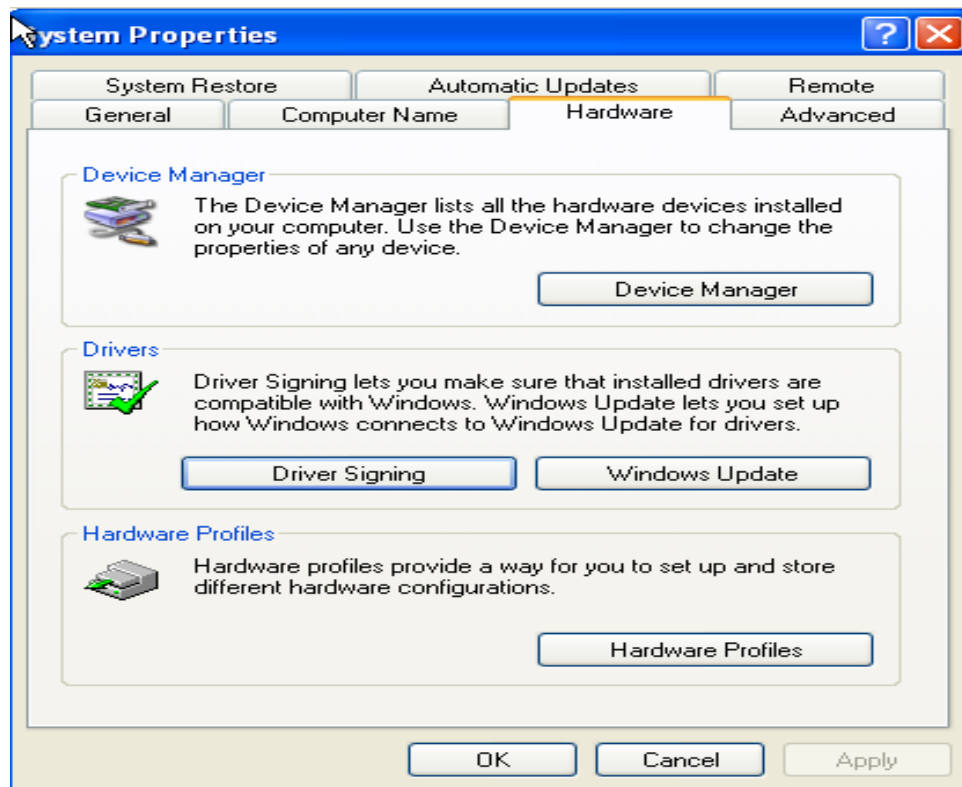 System Properties
System Restore Automatic Updates Remote
General Computer Name Hardware Advanced
Device Manager
The Device Manager lists all the hardware devices installed
on your computer. Use the Device Manager to change the
properties of any device.
Device Manager
Drivers
Driver Signing lets you make sure that installed drivers are
compatible with Windows. Windows Update lets you set up
how Windows connects to Windows Update for drivers.
Driver Signing Windows Update
Hardware Profiles
Hardware profiles provide a way for you to set up and store
different hardware configurations.
Hardware Profiles
OK Cancel Apply